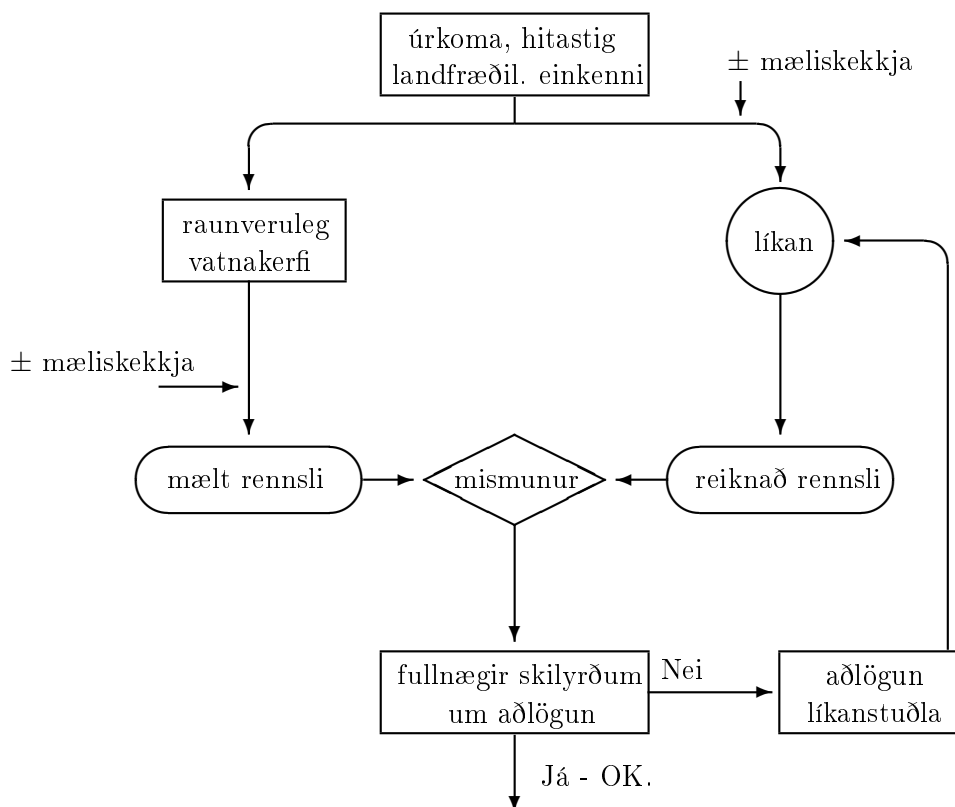 úrkoma, hitastig
landfræðil. einkenni
± mæliskekkja
raunveruleg
vatnakerfi
líkan
± mæliskekkja
mælt rennsli
mismunur
reiknað rennsli
fullnægir skilyrðum
um aðlögun
Nei
aðlögun
líkanstuðla
Já - OK.